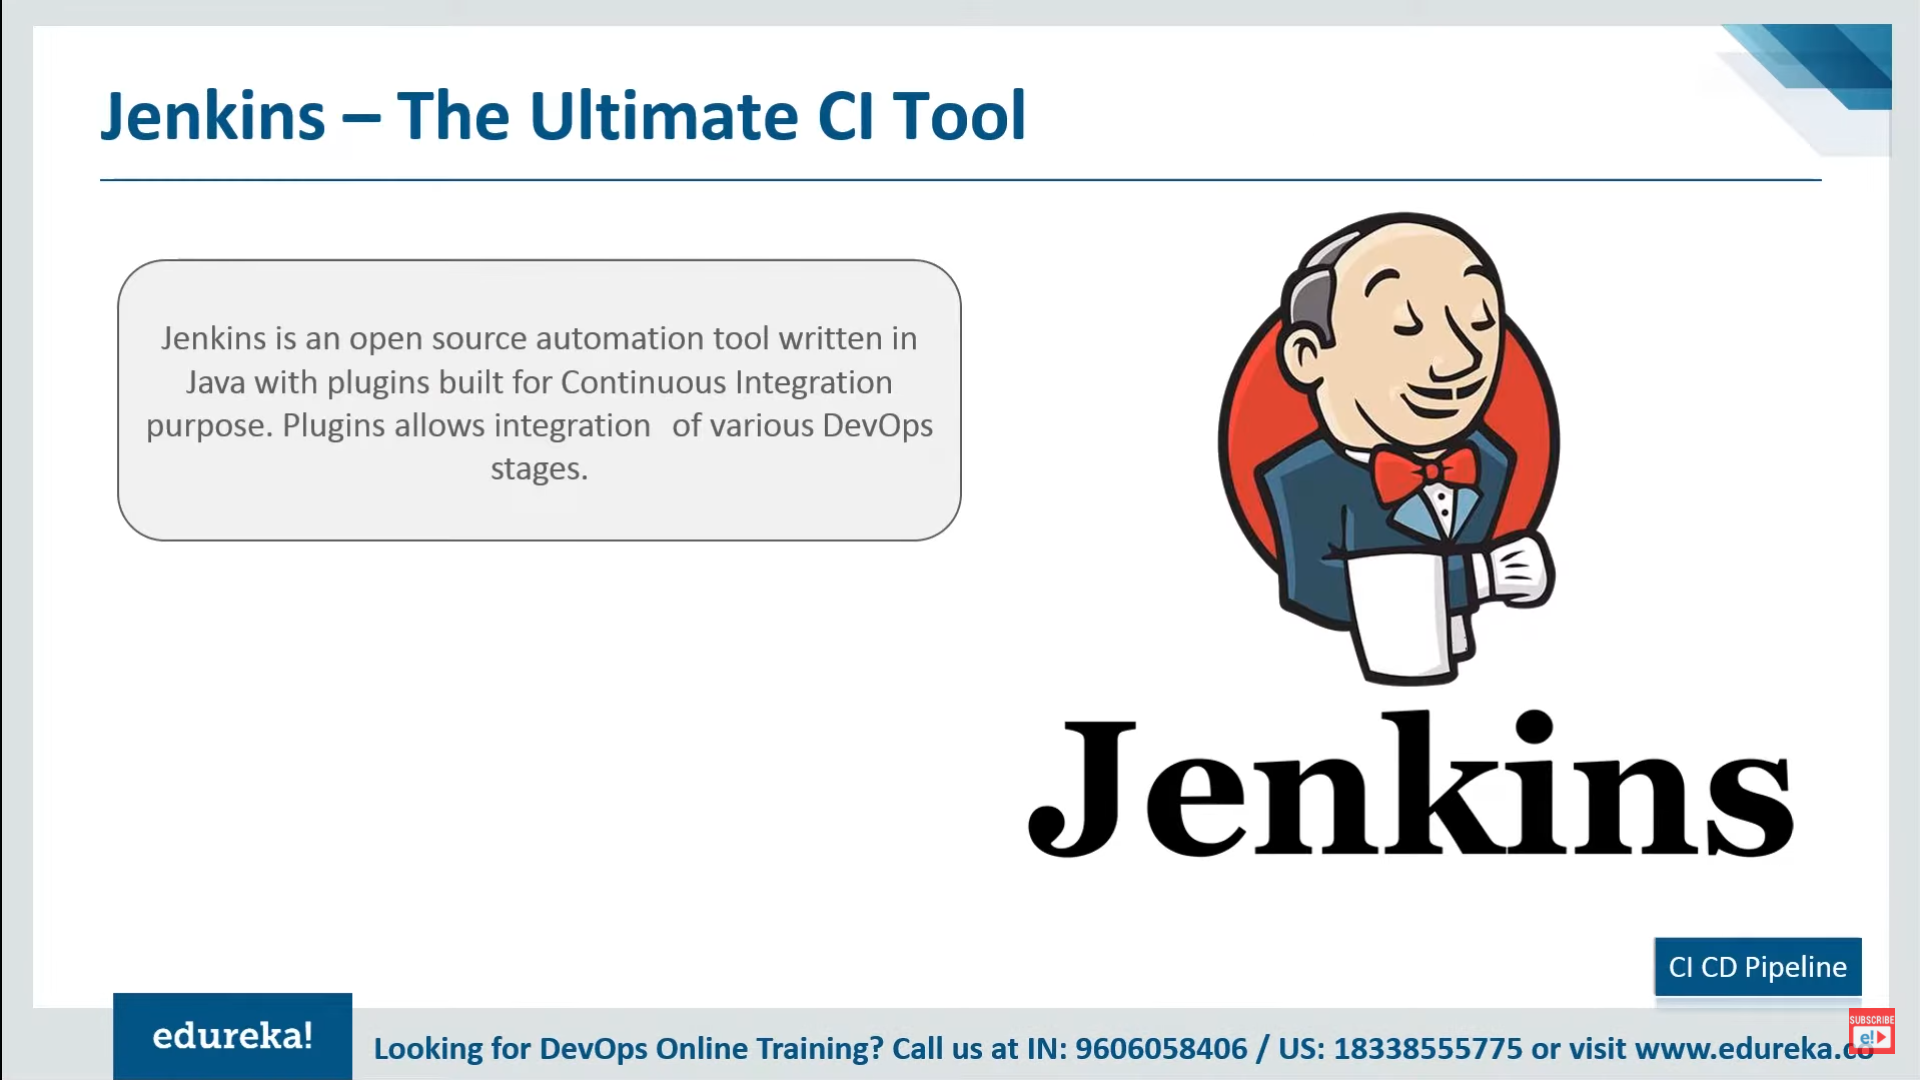 Jenkins – The Ultimate CI Tool
Jenkins is an open source automation tool written in
Java with plugins built for Continuous Integration
purpose. Plugins allows integration of various DevOps
stages.
Jenkins
CI CD Pipeline
edureka!
Looking for DevOps Online Training? Call us at IN: 9606058406 / US: 18338555775 or visit www.edureka.co
SUBSCRIBE
e!